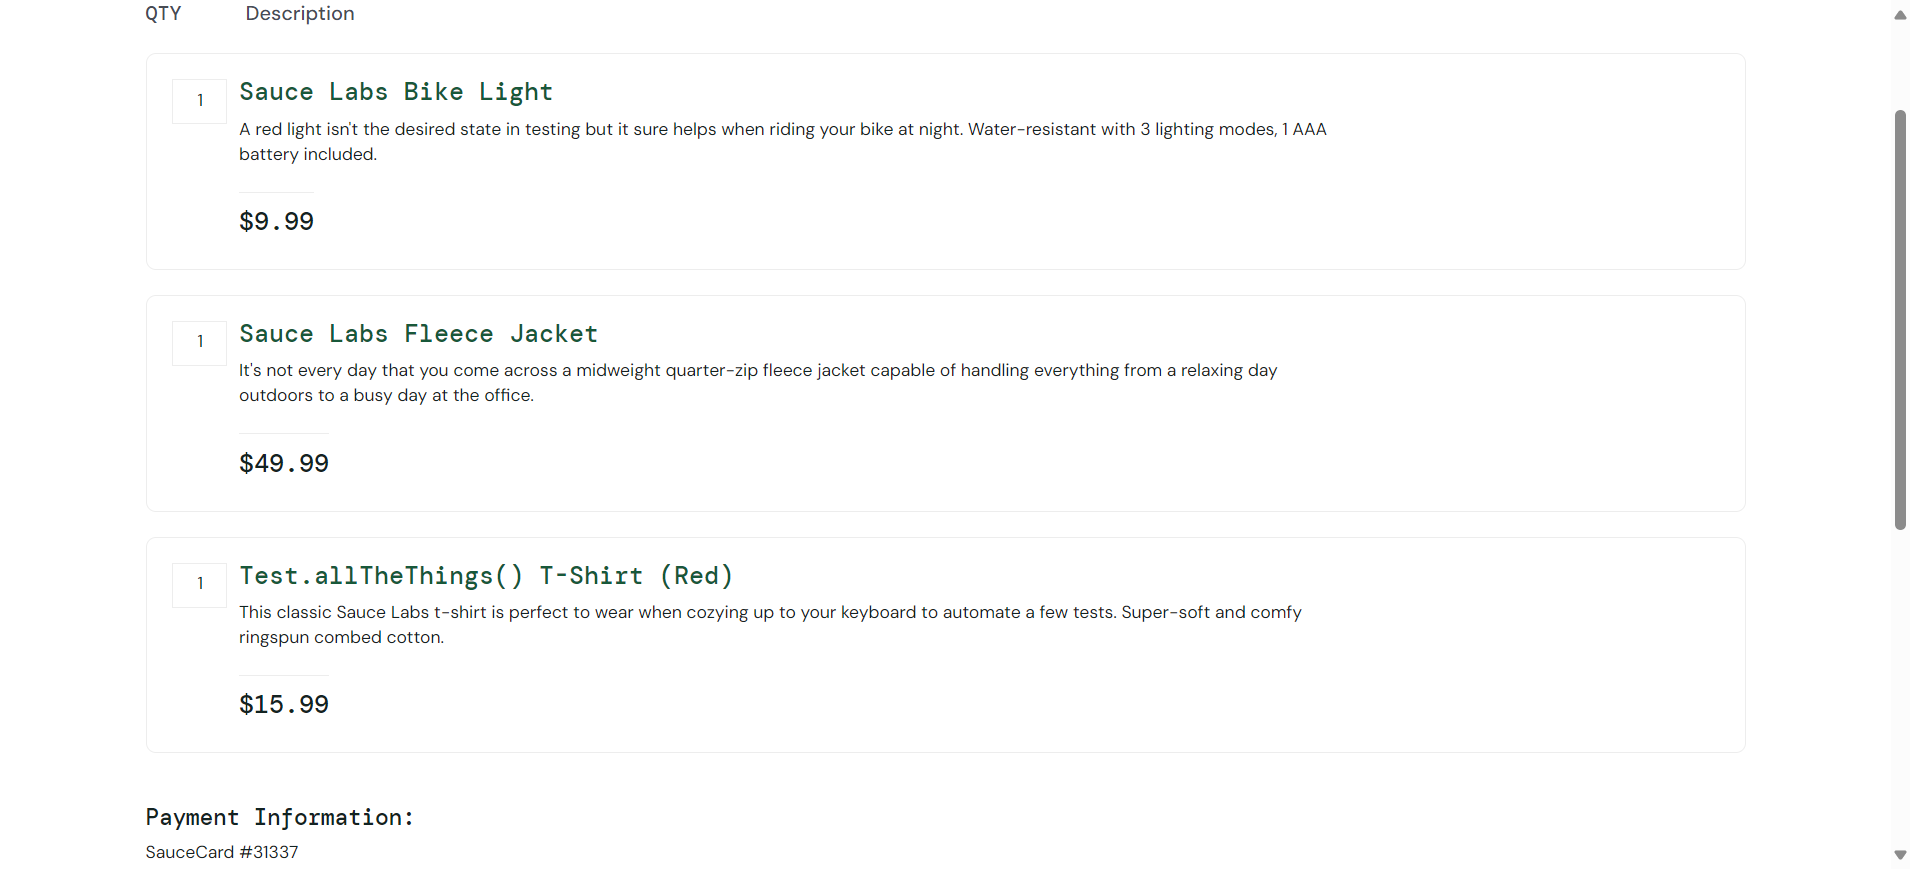 QTY Description
1 Sauce Labs Bike Light
A red light isn't the desired state in testing but it sure helps when riding your bike at night. Water-resistant with 3 lighting modes, 1 AAA
battery included.
$9.99
1 Sauce Labs Fleece Jacket
It's not every day that you come across a midweight quarter-zip fleece jacket capable of handling everything from a relaxing day
outdoors to a busy day at the office.
$49.99
1 Test.allTheThings() T-Shirt (Red)
This classic Sauce Labs t-shirt is perfect to wear when cozying up to your keyboard to automate a few tests. Super-soft and comfy
ringspun combed cotton.
$15.99
Payment Information:
SauceCard #31337